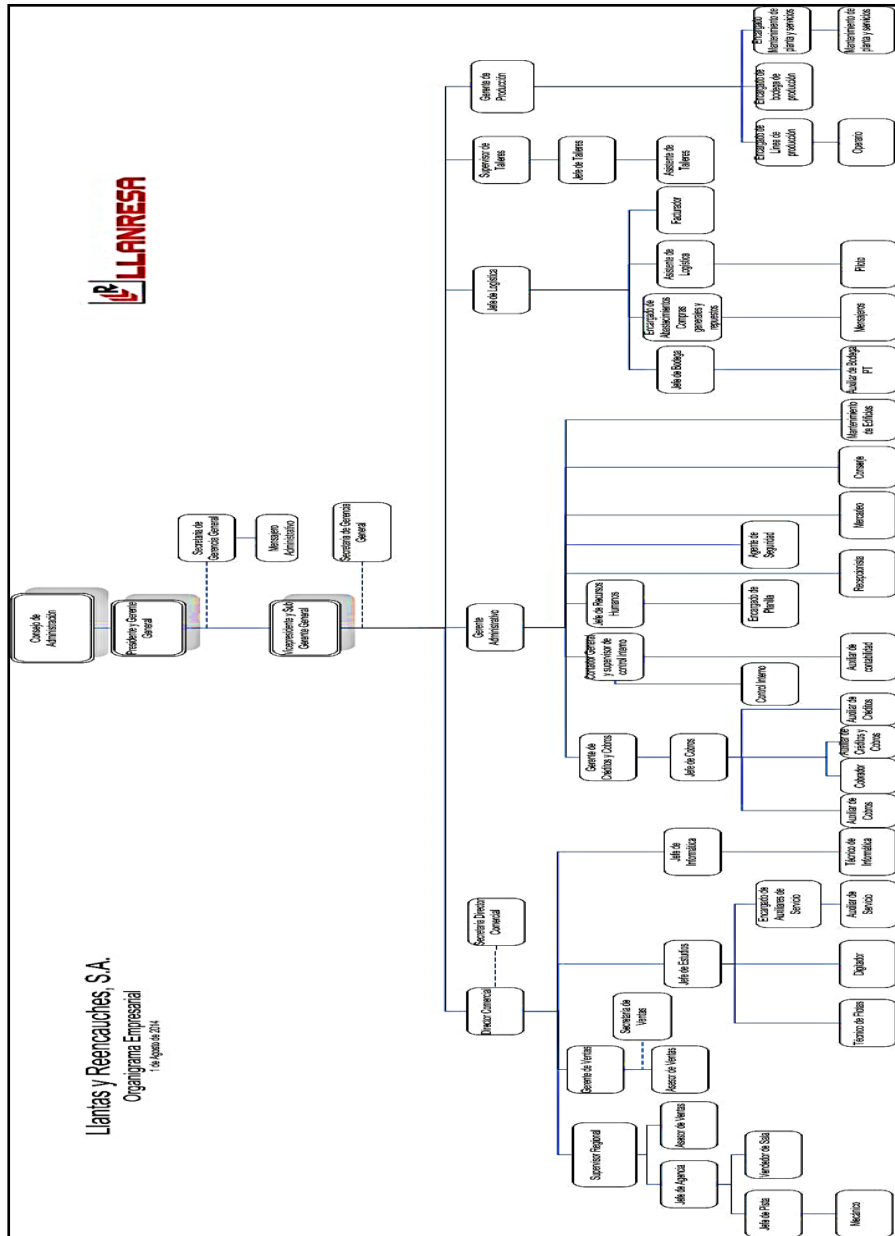 Llantas y Reencauches, S.A.
Organigrama Empresarial
1 de Agosto de 2014
LLR
LLANRESA
Consejo de
Administración
Presidente y Gerente
General
Secretaria de
Gerencia General
Mensajero
Administrativo
Vicepresidente y Sub
Gerente General
Secretaria de Gerencia
General
Director Comercial
Secretaria Director
Comercial
Gerente
Administrativo
Jefe de Logística
Supervisor de
Talleres
Gerente de
Producción
Supervisor Regional
Jefe de Agencia
Asesor de Ventas
Jefe de Pista
Vendedor de Sala
Mecánico
Gerente de Ventas
Secretaria de
Ventas
Asesor de Ventas
Jefe de Estudios
Técnico de Flotas
Digitador
Encargado de
Auxiliares de
Servicio
Auxiliar de
Servicio
Jefe de
Informática
Técnico de
Informática
Gerente de
Créditos y Cobros
Jefe de Cobros
Auxiliar de
Cobros
Cobrador
Auxiliar de
Créditos y Cobros
Auxiliar de
Créditos
Contador General
y supervisor de
control interno
Control Interno
Auxiliar de
contabilidad
Jefe de Recursos
Humanos
Encargado de
Planilla
Recepcionista
Agente de
Seguridad
Mercadeo
Conserje
Mantenimiento
de Edificios
Jefe de Bodega
Auxiliar de Bodega
PT
Encargado de
Abastecimientos
Compras
generales y
repuestos
Mensajeros
Asistente de
Logística
Piloto
Facturador
Jefe de Talleres
Asistente de
Talleres
Encargado de
Línea de
producción
Operario
Encargado de
bodega de
producción
Encargado
Mantenimiento de
planta y servicios
Mantenimiento de
planta y servicios